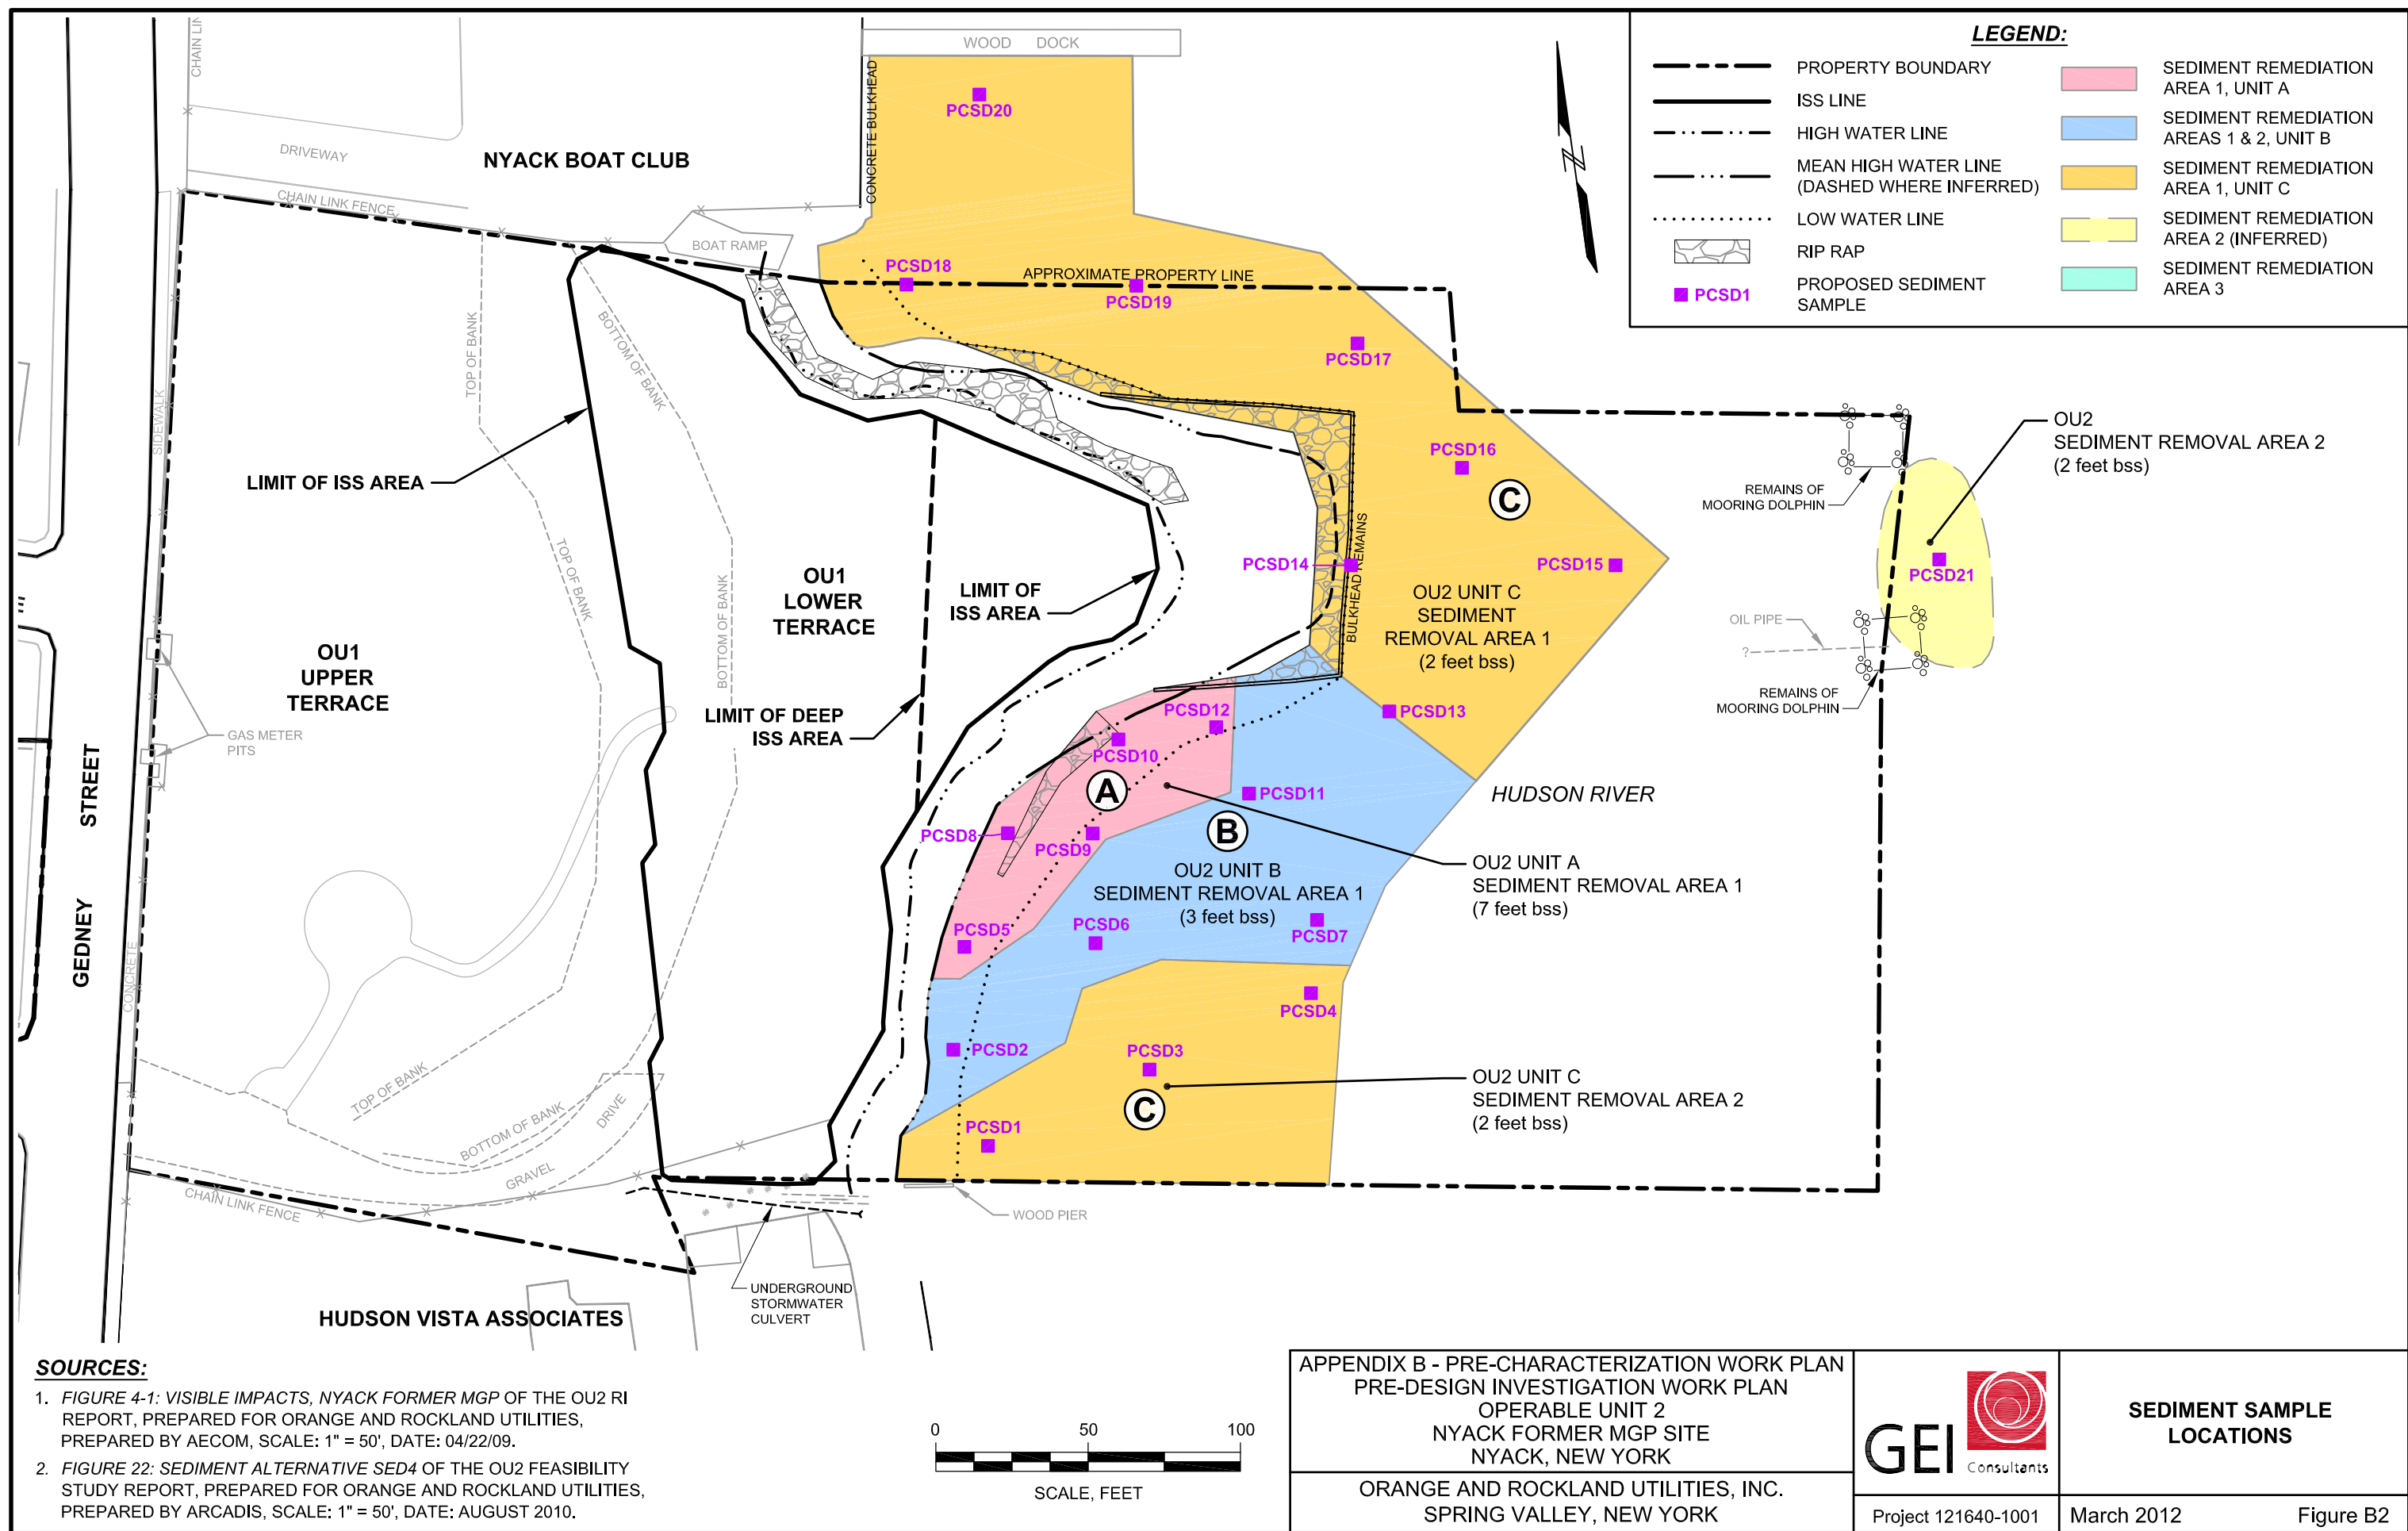 WOOD DOCK
CHAIN LIN
DRIVEWAY
NYACK BOAT CLUB
CONCRETE BULKHEAD
CHAIN LINK FENCE
BOAT RAMP
PCSD20
PCSD18
APPROXIMATE PROPERTY LINE
PCSD19
PCSD17
N
LEGEND:
PROPERTY BOUNDARY
ISS LINE
HIGH WATER LINE
MEAN HIGH WATER LINE
(DASHED WHERE INFERRED)
LOW WATER LINE
RIP RAP
PCSD1
PROPOSED SEDIMENT
SAMPLE
SEDIMENT REMEDIATION
AREA 1, UNIT A
SEDIMENT REMEDIATION
AREAS 1 & 2, UNIT B
SEDIMENT REMEDIATION
AREA 1, UNIT C
SEDIMENT REMEDIATION
AREA 2 (INFERRED)
SEDIMENT REMEDIATION
AREA 3
TOP OF BANK
BOTTOM OF BANK
SIDEWALK
LIMIT OF ISS AREA
TOP OF BANK
BOTTOM OF BANK
OU1
UPPER
TERRACE
OU1
LOWER
TERRACE
LIMIT OF
ISS AREA
LIMIT OF DEEP
ISS AREA
GAS METER
PITS
GEDNEY STREET
CONCRETE
PCSD16
C
PCSD14
BULKHEAD REMAINS
PCSD15
OU2 UNIT C
SEDIMENT
REMOVAL AREA 1
(2 feet bss)
OU2
SEDIMENT REMOVAL AREA 2
(2 feet bss)
REMAINS OF
MOORING DOLPHIN
PCSD21
OIL PIPE
?
REMAINS OF
MOORING DOLPHIN
PCSD12
PCSD13
PCSD10
A
PCSD11
HUDSON RIVER
PCSD8
PCSD9
B
OU2 UNIT B
SEDIMENT REMOVAL AREA 1
(3 feet bss)
OU2 UNIT A
SEDIMENT REMOVAL AREA 1
(7 feet bss)
PCSD5
PCSD6
PCSD7
PCSD4
PCSD2
PCSD3
C
PCSD1
OU2 UNIT C
SEDIMENT REMOVAL AREA 2
(2 feet bss)
TOP OF BANK
BOTTOM OF BANK
DRIVE
GRAVEL
CHAIN LINK FENCE
WOOD PIER
UNDERGROUND
STORMWATER
CULVERT
HUDSON VISTA ASSOCIATES
SOURCES:
1. FIGURE 4-1: VISIBLE IMPACTS, NYACK FORMER MGP OF THE OU2 RI
REPORT, PREPARED FOR ORANGE AND ROCKLAND UTILITIES,
PREPARED BY AECOM, SCALE: 1" = 50', DATE: 04/22/09.
2. FIGURE 22: SEDIMENT ALTERNATIVE SED4 OF THE OU2 FEASIBILITY
STUDY REPORT, PREPARED FOR ORANGE AND ROCKLAND UTILITIES,
PREPARED BY ARCADIS, SCALE: 1" = 50', DATE: AUGUST 2010.
0 50 100
SCALE, FEET
APPENDIX B - PRE-CHARACTERIZATION WORK PLAN
PRE-DESIGN INVESTIGATION WORK PLAN
OPERABLE UNIT 2
NYACK FORMER MGP SITE
NYACK, NEW YORK
ORANGE AND ROCKLAND UTILITIES, INC.
SPRING VALLEY, NEW YORK
GEI
Consultants
Project 121640-1001
SEDIMENT SAMPLE
LOCATIONS
March 2012
Figure B2